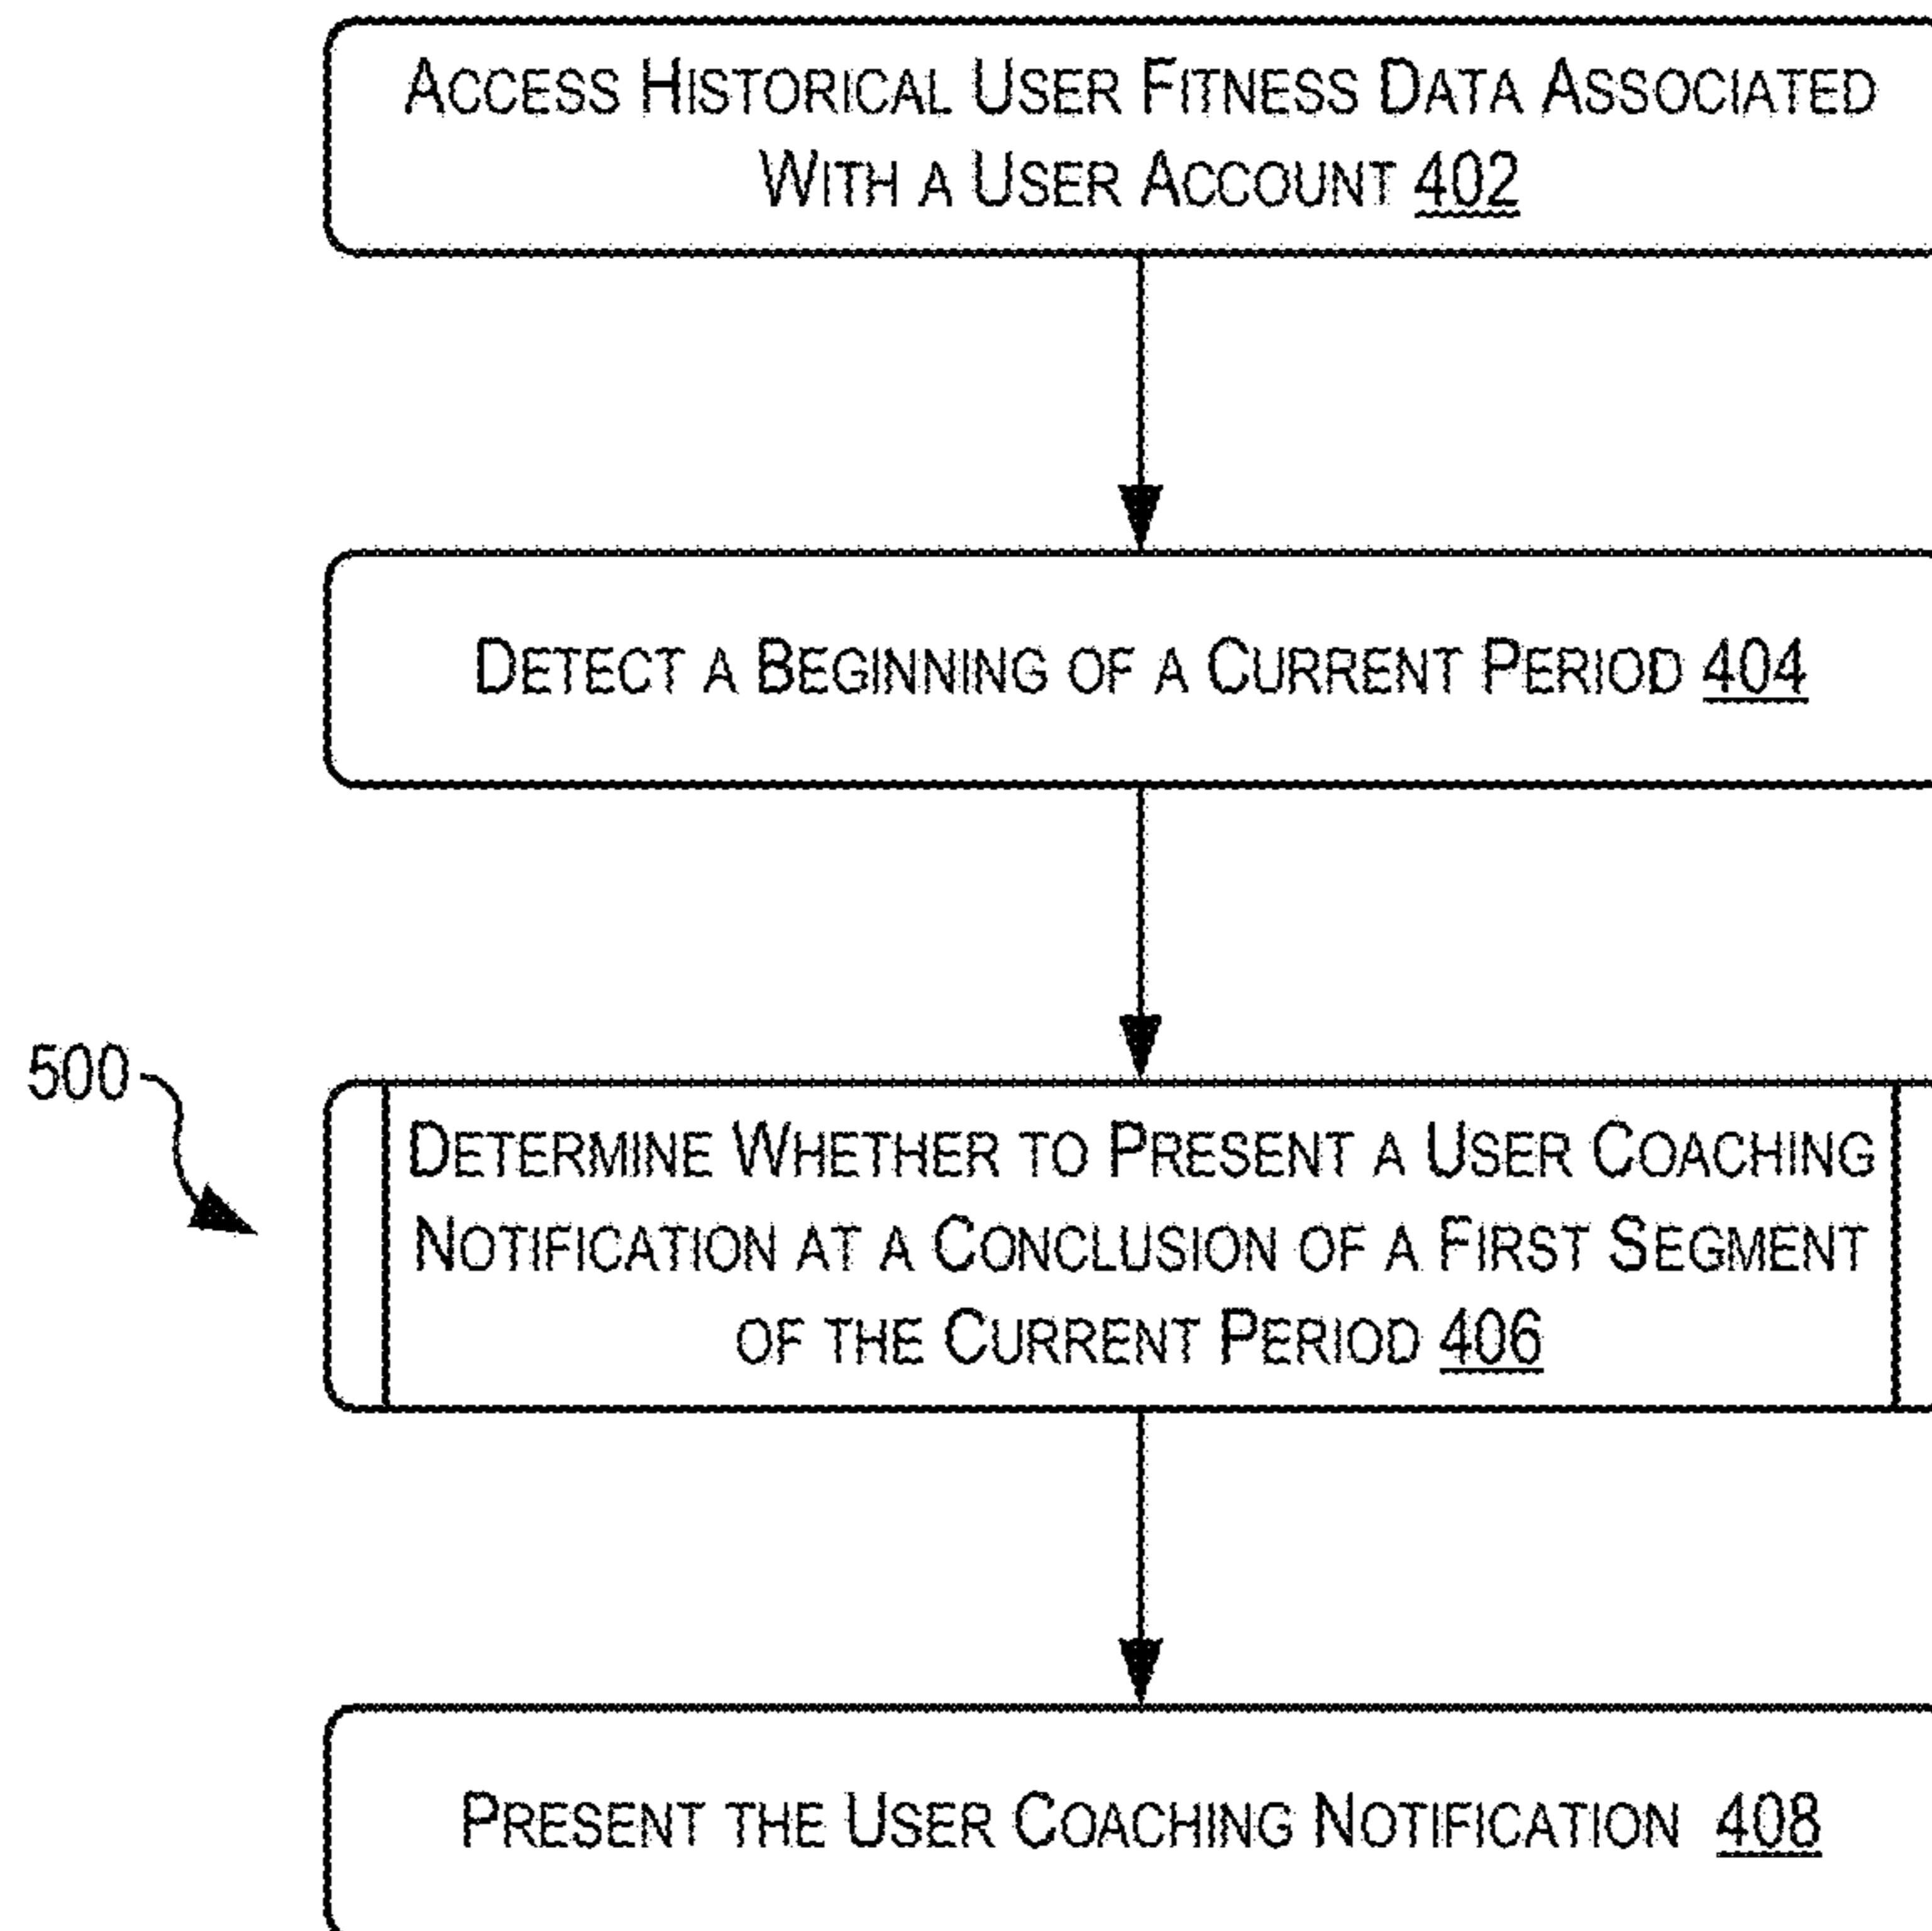 ACCESS HISTORICAL USER FITNESS DATA ASSOCIATED
WITH A USER ACCOUNT 402
DETECT A BEGINNING OF A CURRENT PERIOD 404
500
DETERMINE WHETHER TO PRESENT A USER COACHING
NOTIFICATION AT A CONCLUSION OF A FIRST SEGMENT
OF THE CURRENT PERIOD 406
PRESENT THE USER COACHING NOTIFICATION 408